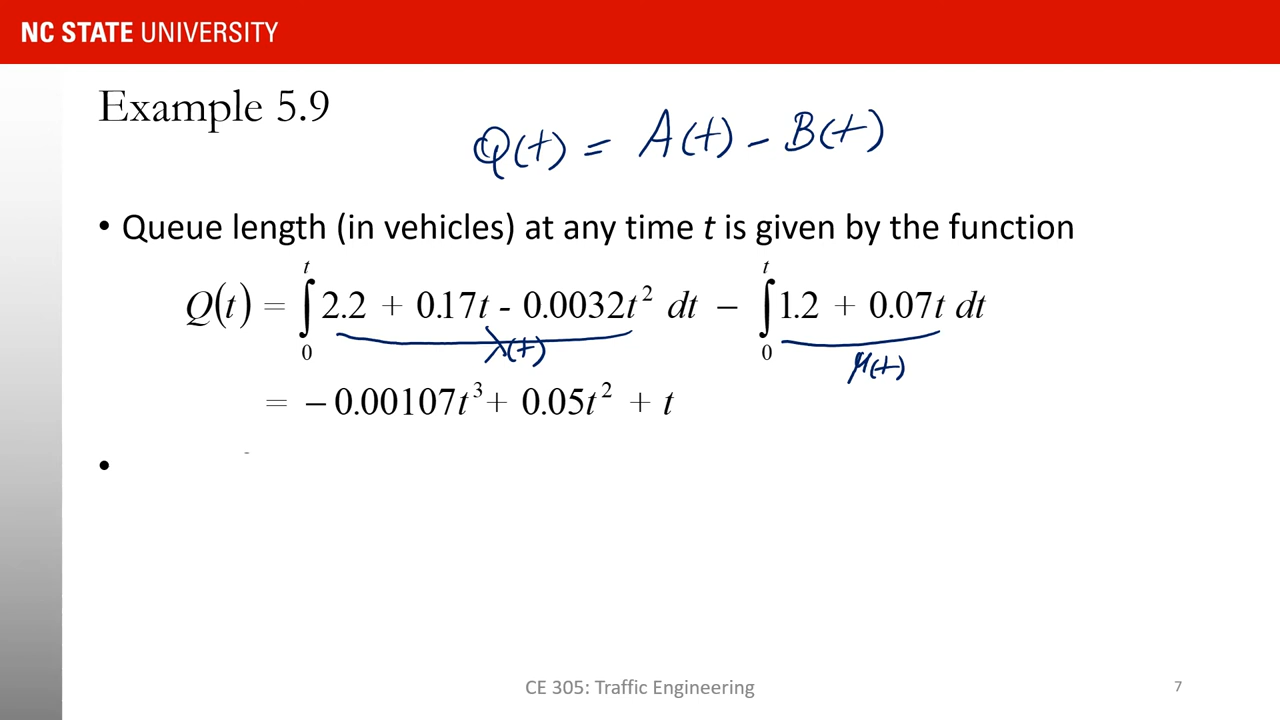 NC STATE UNIVERSITY
Example 5.9
Q(t) = A(t) - B(t)
• Queue length (in vehicles) at any time t is given by the function
Q(t) = ∫₀ᵗ 2.2 + 0.17t - 0.0032t² dt − ∫₀ᵗ 1.2 + 0.07t dt
λ(t) μ(t)
= − 0.00107t³ + 0.05t² + t
•
CE 305: Traffic Engineering 7